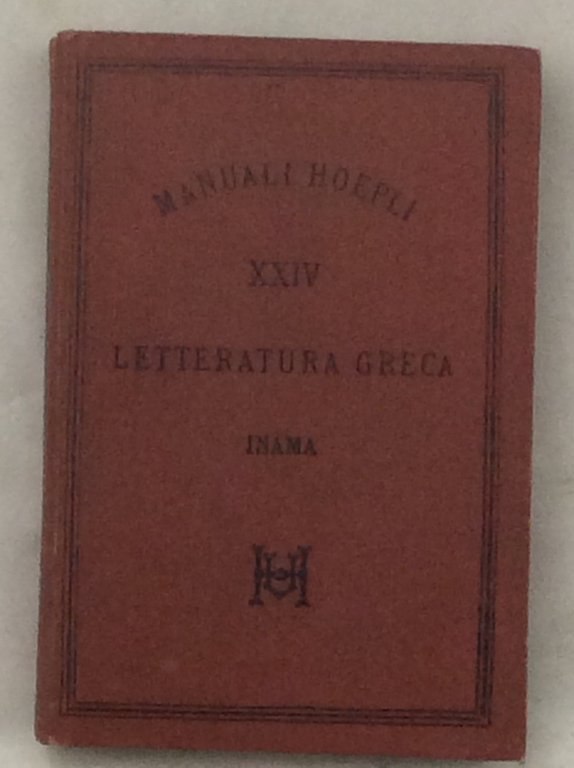 MANUALI HOEPLI
XXIV
LETTERATURA GRECA
INAMA